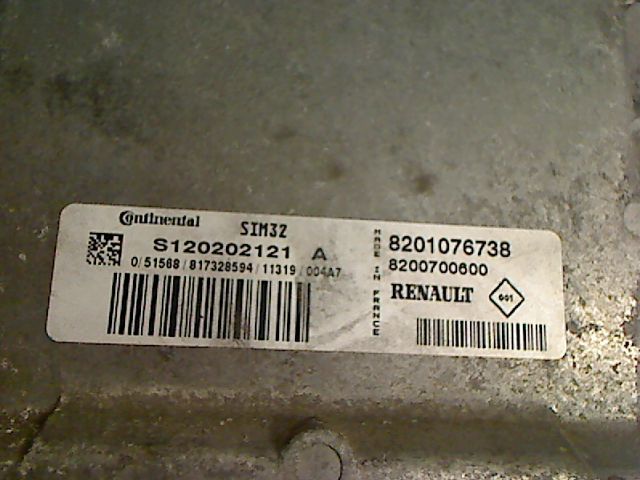 Continental SIM32
S120202121 A
0/51568/817328594/11319/004A7
MADE IN FRANCE
8201076738
8200700600
RENAULT 001